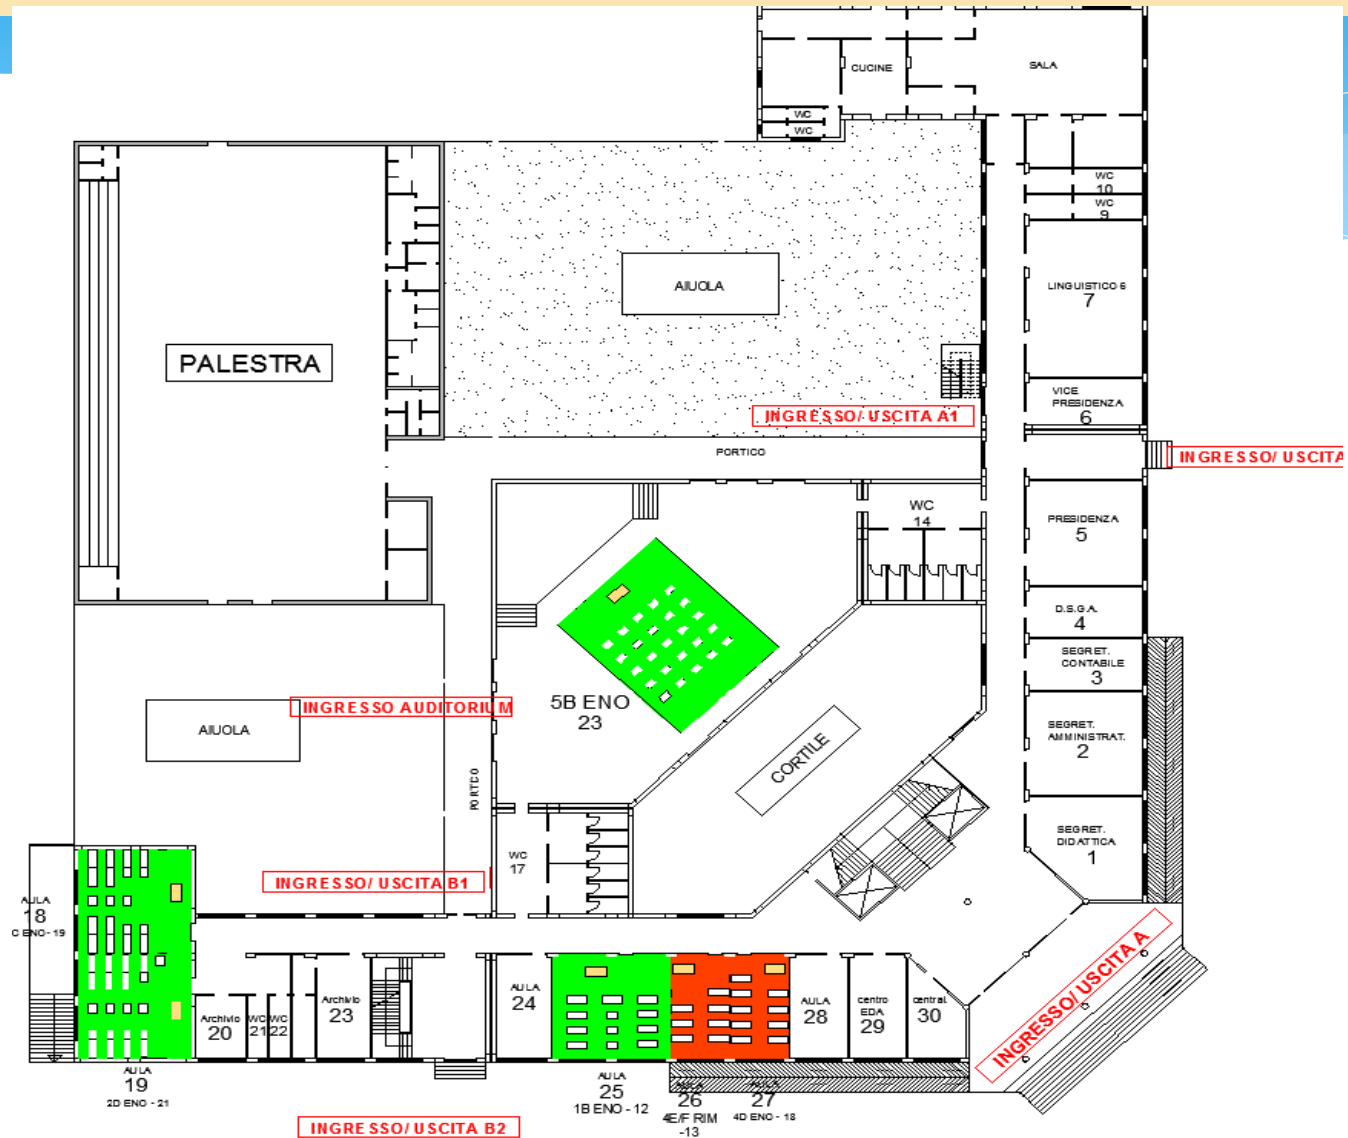 CUCINE
SALA
WC
WC
WC
10
WC
9
LINGUISTICO 6
7
AIUOLA
PALESTRA
VICE
PRESIDENZA
6
INGRESSO/ USCITA A1
PORTICO
INGRESSO/ USCITA
WC
14
PRESIDENZA
5
D.S.G.A.
4
SEGRET.
CONTABILE
3
5B ENO
23
INGRESSO AUDITORIUM
AIUOLA
SEGRET.
AMMINISTRAT.
2
CORTILE
PORTICO
SEGRET.
DIDATTICA
1
WC
17
INGRESSO/ USCITA B1
AULA
18
C ENO - 19
INGRESSO/ USCITA A
AULA
24
Archivio
20
WC
21
WC
22
Archivio
23
AULA
28
centro
EDA
29
central.
30
AULA
19
2D ENO - 21
AULA
25
1B ENO - 12
AULA
26
4E/F RIM
-13
AULA
27
4D ENO - 18
INGRESSO/ USCITA B2